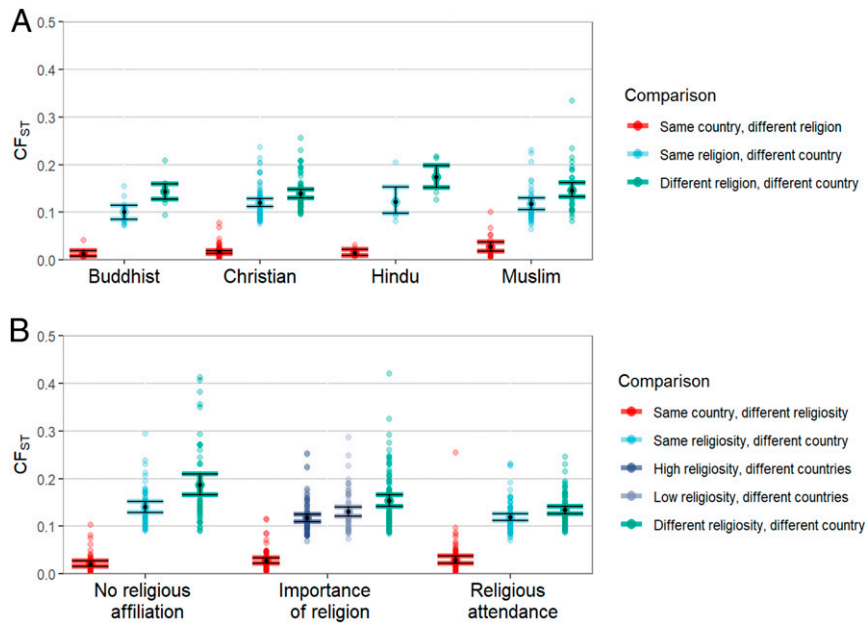 A
0.5
0.4
0.3
0.2
0.1
0.0
CFST
Buddhist
Christian
Hindu
Muslim
Comparison
Same country, different religion
Same religion, different country
Different religion, different country
B
0.5
0.4
0.3
0.2
0.1
0.0
CFST
No religious
affiliation
Importance
of religion
Religious
attendance
Comparison
Same country, different religiosity
Same religiosity, different country
High religiosity, different countries
Low religiosity, different countries
Different religiosity, different country